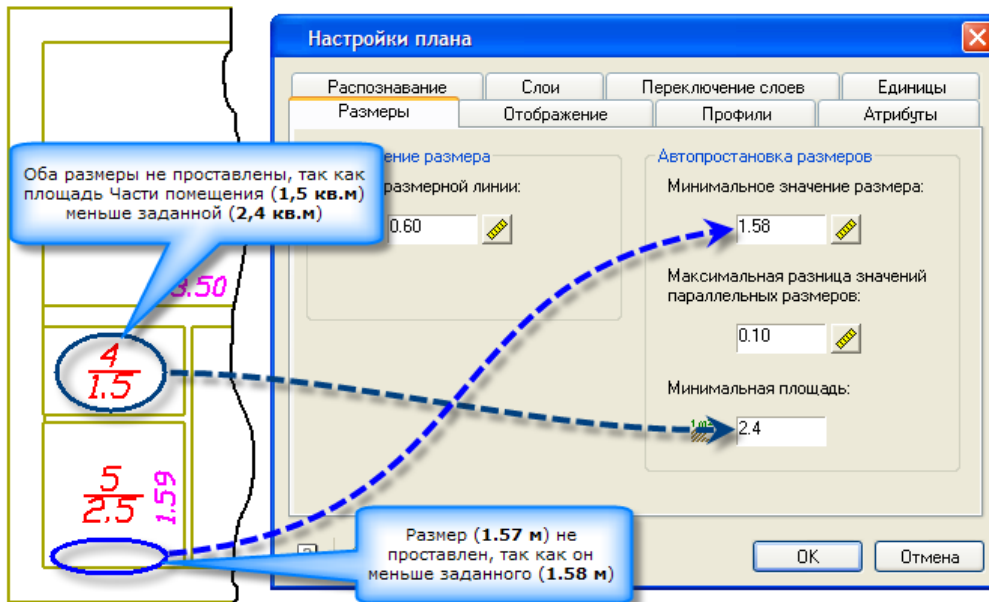 Настройки плана
Распознавание
Слои
Переключение слоев
Единицы
Размеры
Отображение
Профили
Атрибуты
Оба размеры не проставлены, так как
площадь Части помещения (1,5 кв.м)
меньше заданной (2,4 кв.м)
размера
размерной линии:
0.60
Автопростановка размеров
Минимальное значение размера:
1.58
Максимальная разница значений
параллельных размеров:
0.10
Минимальная площадь:
2.4
3.50
4
1.5
5
2.5
1.59
Размер (1.57 м) не
проставлен, так как он
меньше заданного (1.58 м)
OK
Отмена